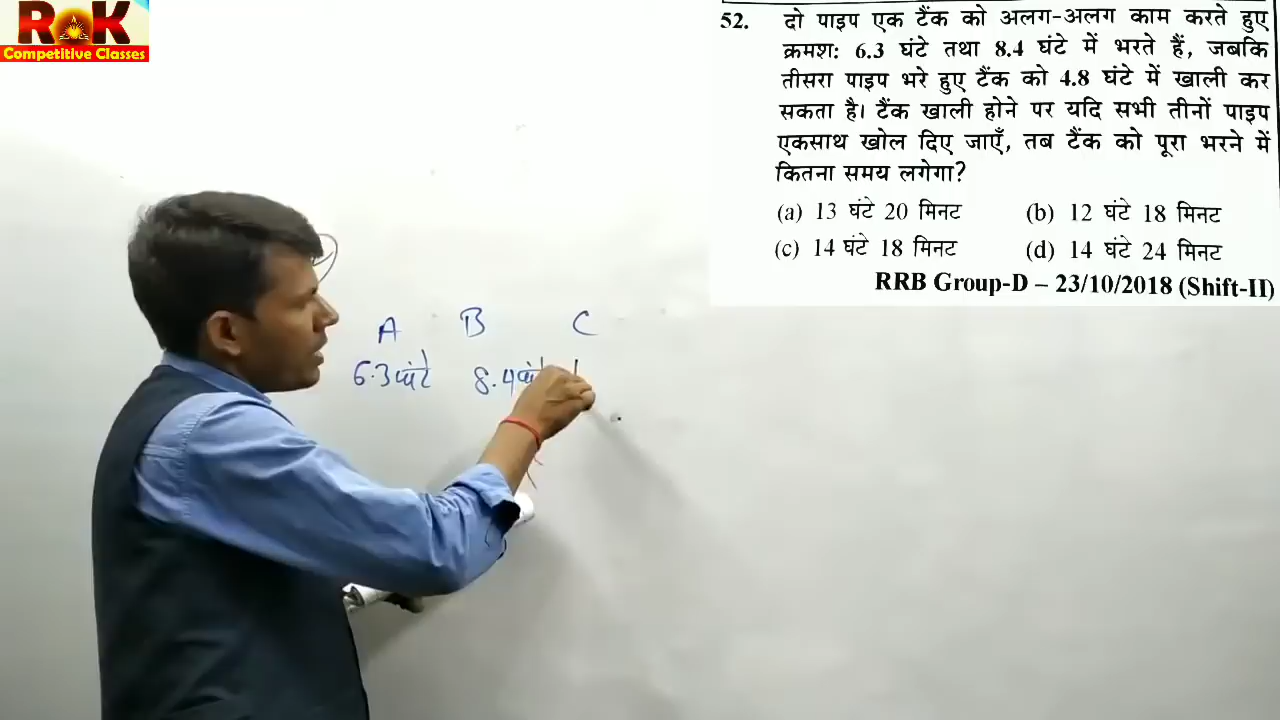 ROK
Competitive Classes
52. दो पाइप एक टैंक को अलग-अलग काम करते हुए
क्रमश: 6.3 घंटे तथा 8.4 घंटे में भरते हैं, जबकि
तीसरा पाइप भरे हुए टैंक को 4.8 घंटे में खाली कर
सकता है। टैंक खाली होने पर यदि सभी तीनों पाइप
एकसाथ खोल दिए जाएँ, तब टैंक को पूरा भरने में
कितना समय लगेगा?
(a) 13 घंटे 20 मिनट (b) 12 घंटे 18 मिनट
(c) 14 घंटे 18 मिनट (d) 14 घंटे 24 मिनट
RRB Group-D – 23/10/2018 (Shift-II)
A B C
6.3 घंटे 8.4